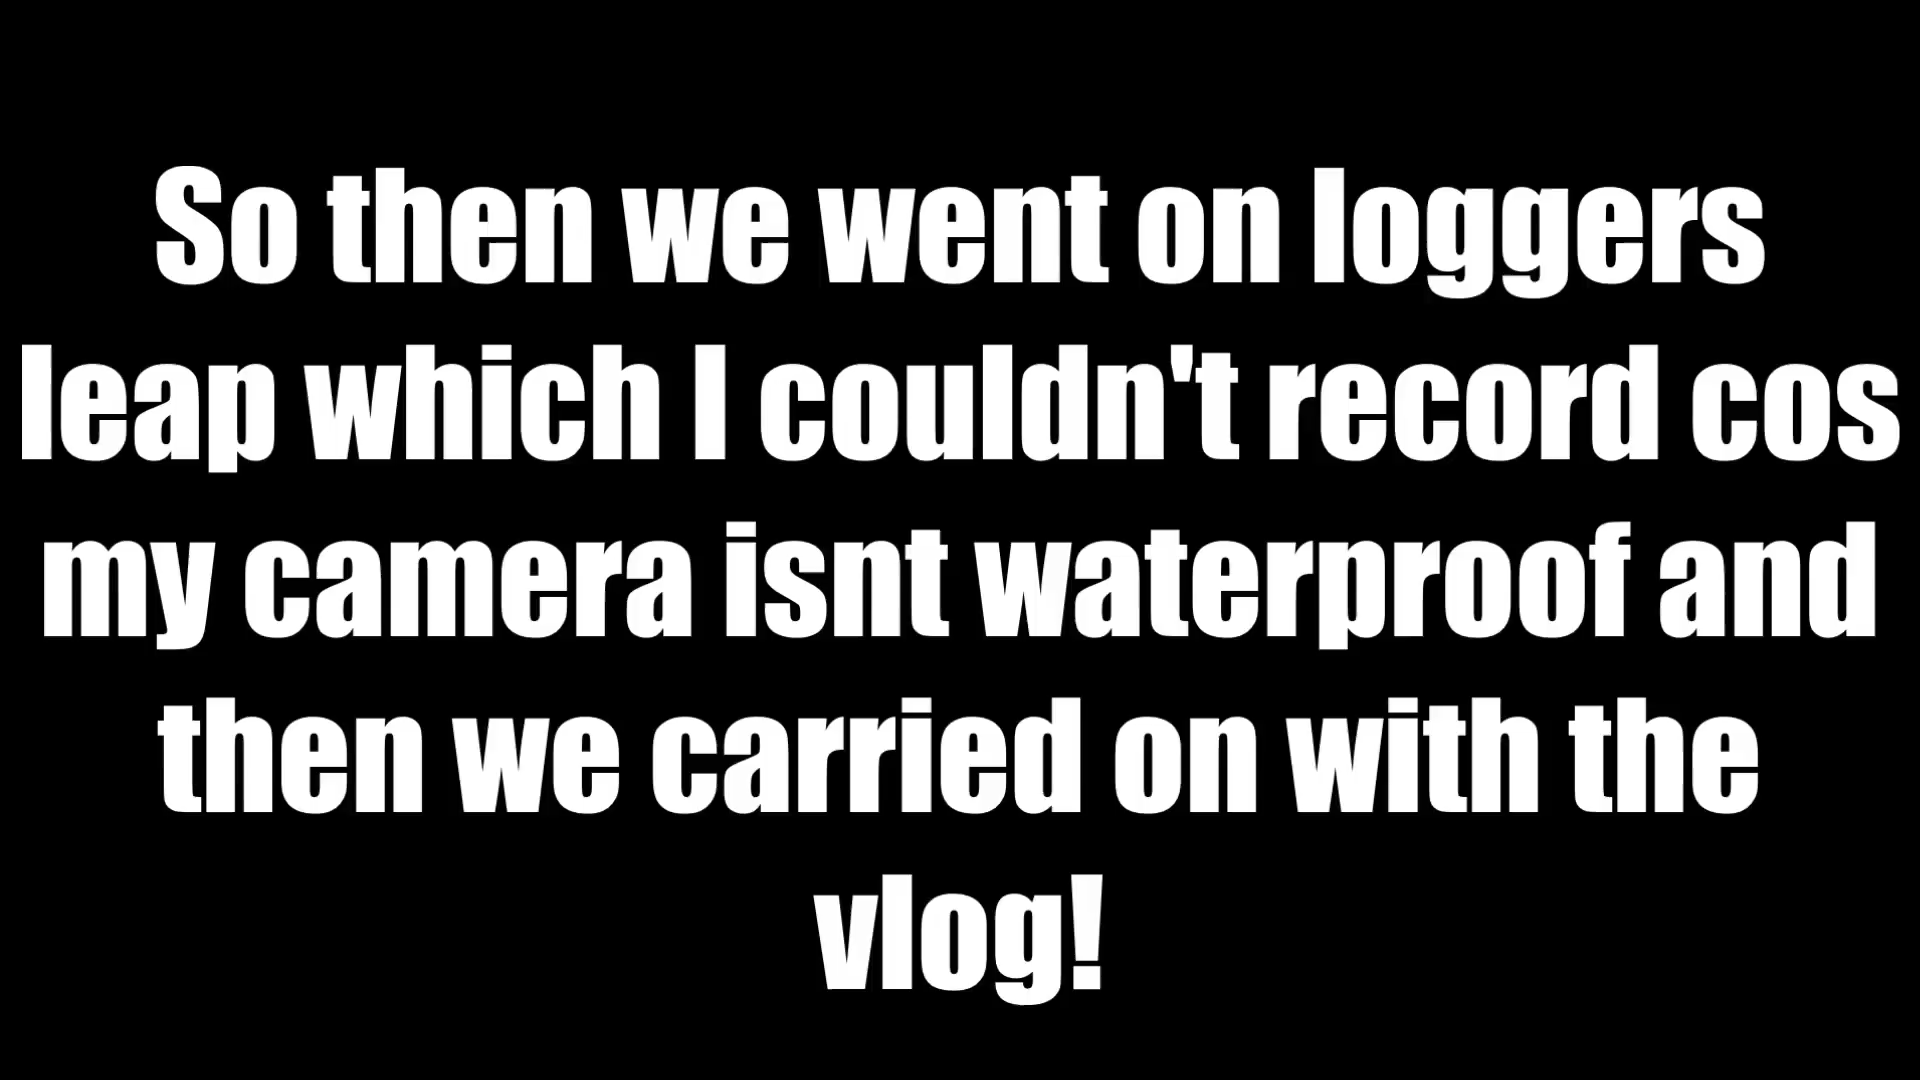 So then we went on loggers
leap which I couldn't record cos
my camera isnt waterproof and
then we carried on with the
vlog!